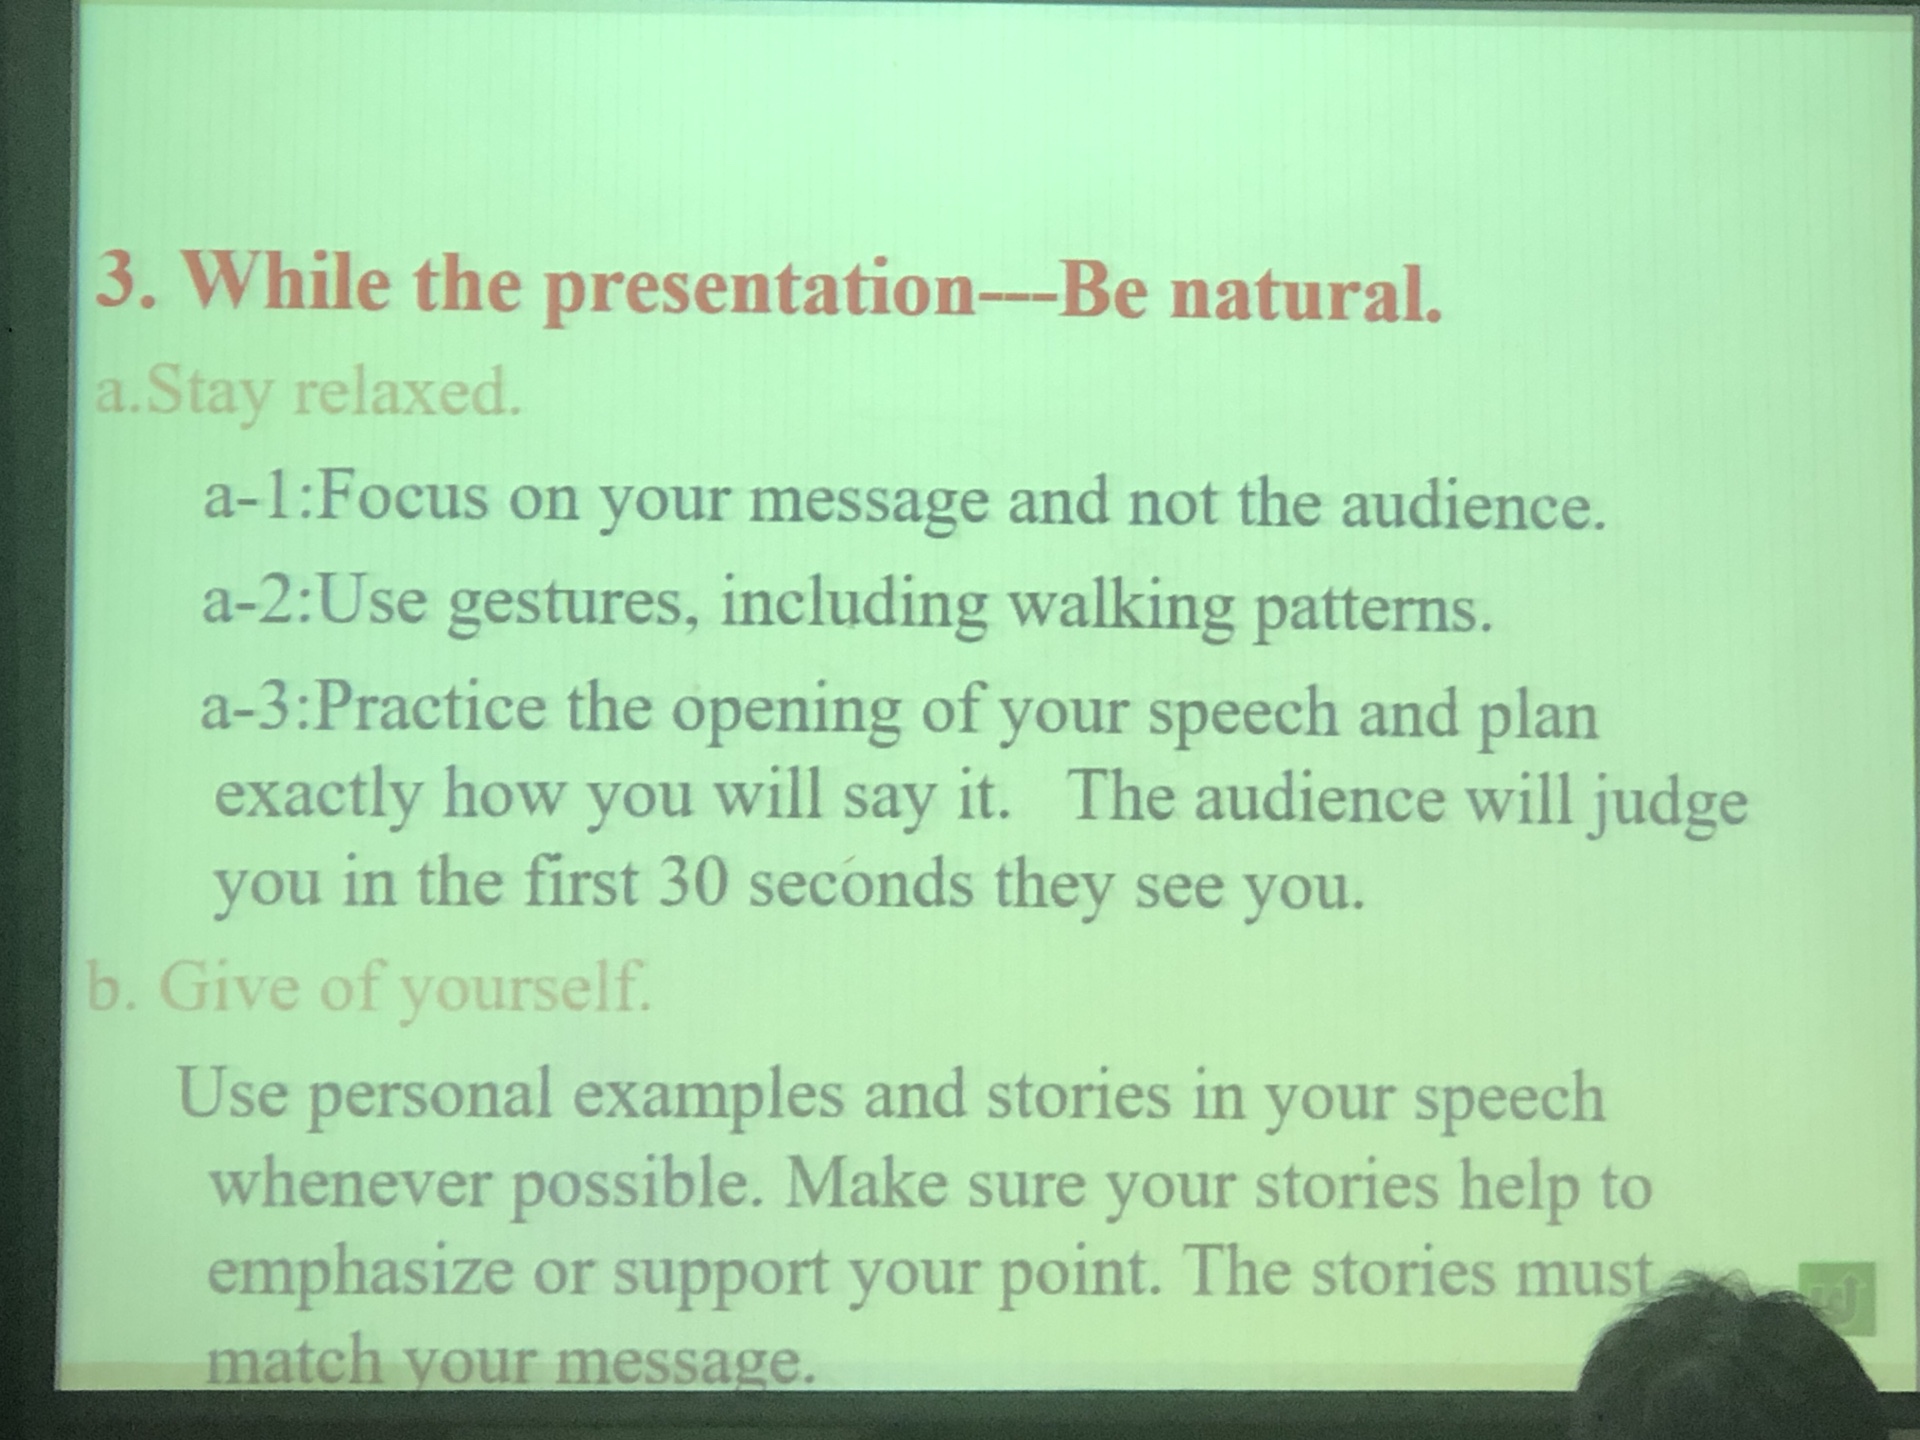 3. While the presentation---Be natural.
a.Stay relaxed.
a-1:Focus on your message and not the audience.
a-2:Use gestures, including walking patterns.
a-3:Practice the opening of your speech and plan
exactly how you will say it. The audience will judge
you in the first 30 seconds they see you.
b. Give of yourself.
Use personal examples and stories in your speech
whenever possible. Make sure your stories help to
emphasize or support your point. The stories must
match your message.